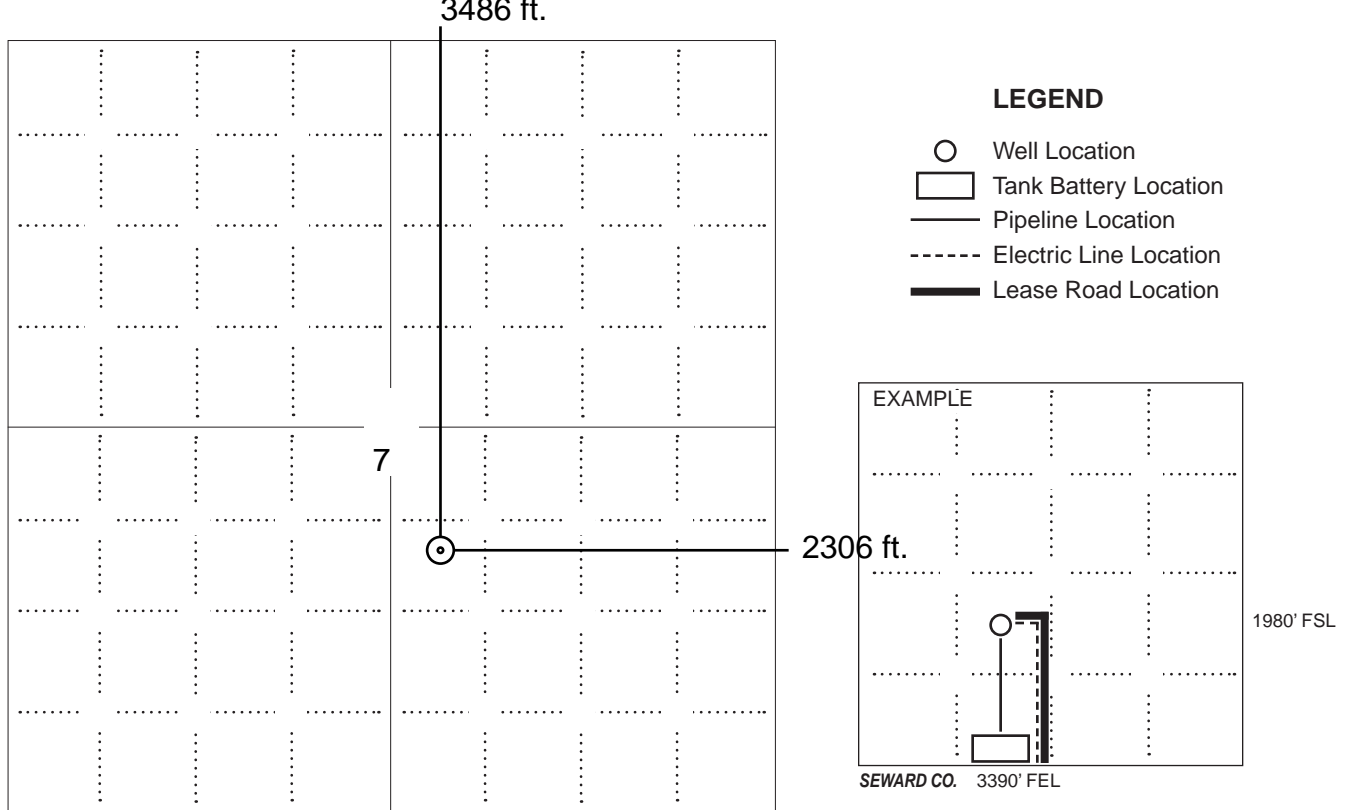 3486 ft.
LEGEND
Well Location
Tank Battery Location
Pipeline Location
Electric Line Location
Lease Road Location
EXAMPLE
7
2306 ft.
1980' FSL
SEWARD CO. 3390' FEL